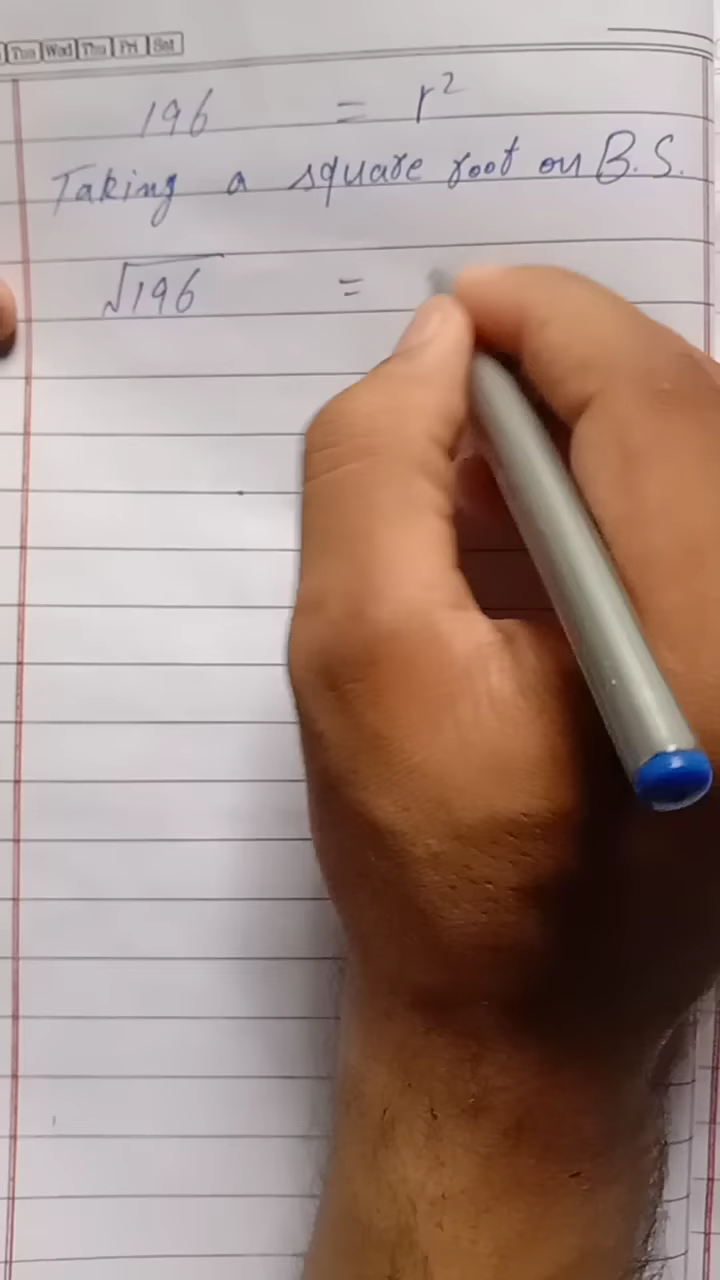 Tue Wed Thu Fri Sat
196 = r²
Taking a square root on B.S.
√196 =